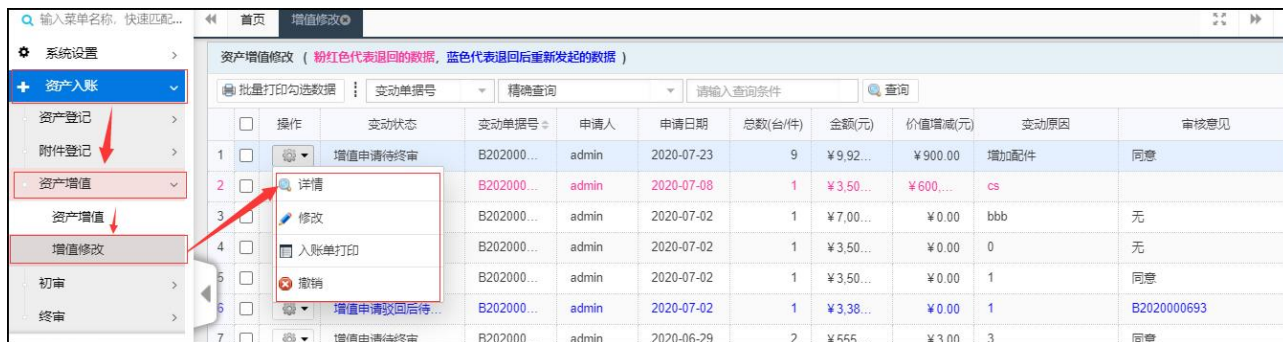 输入菜单名称，快速匹配...
首页 增值修改
系统设置
资产入账
资产登记
附件登记
资产增值
资产增值
增值修改
初审
终审
资产增值修改 ( 粉红色代表退回的数据, 蓝色代表退回后重新发起的数据 )
批量打印勾选数据 变动单据号 精确查询 请输入查询条件 查询
操作 变动状态 变动单据号 申请人 申请日期 总数(台/件) 金额(元) 价值增减(元) 变动原因 审核意见
1 增值申请待终审 B202000... admin 2020-07-23 9 ¥9,92... ¥900.00 增加配件 同意
2 B202000... admin 2020-07-08 1 ¥3,50... ¥600,... cs
3 B202000... admin 2020-07-02 1 ¥7,00... ¥0.00 bbb 无
4 B202000... admin 2020-07-02 1 ¥3,50... ¥0.00 0 无
5 B202000... admin 2020-07-02 1 ¥3,50... ¥0.00 1 同意
6 增值申请驳回后待... B202000... admin 2020-07-02 1 ¥3,38... ¥0.00 1 B2020000693
7 增值申请待终审 B202000... admin 2020-06-29 2 ¥555... ¥3.00 3 同意
详情
修改
入账单打印
撤销